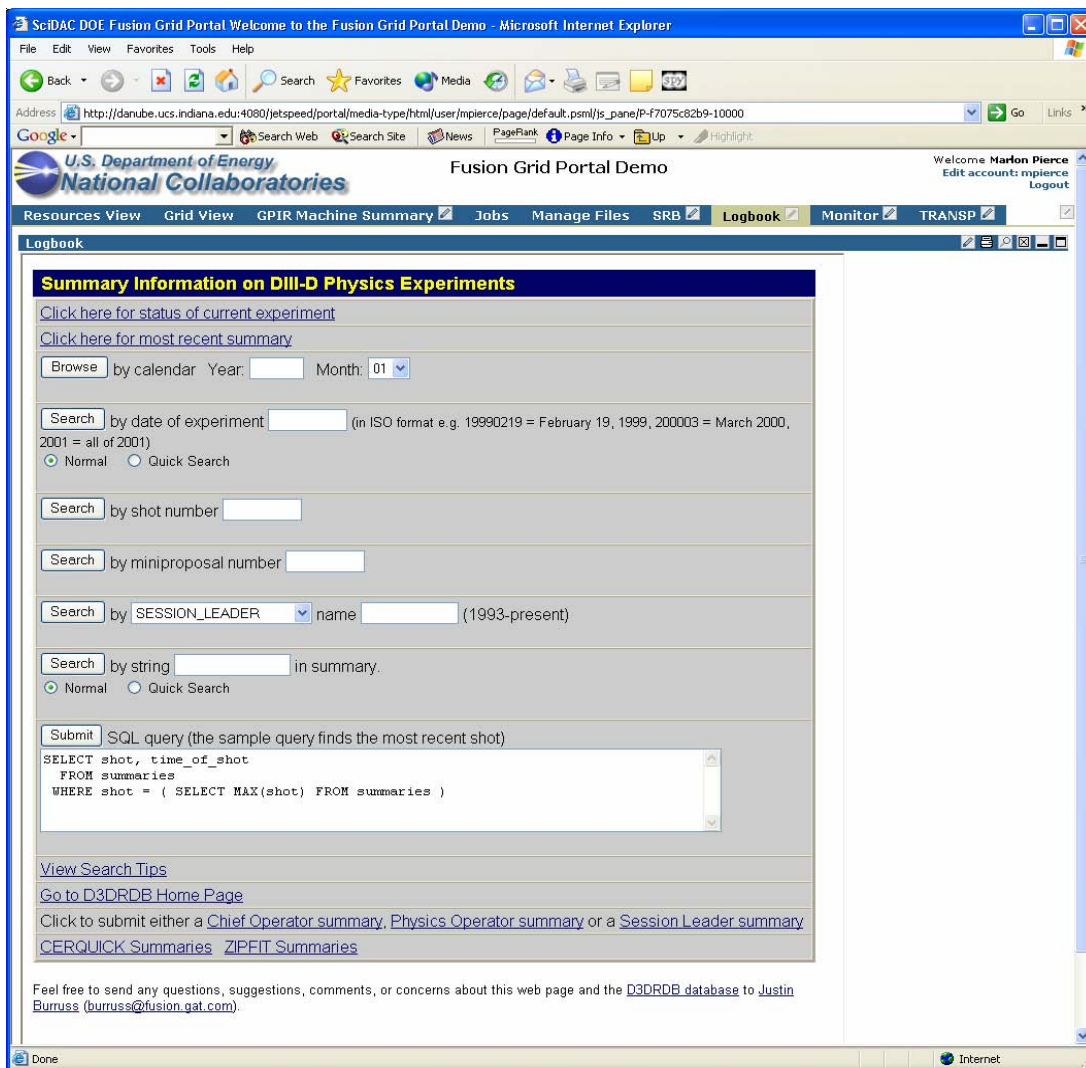 SciDAC DOE Fusion Grid Portal Welcome to the Fusion Grid Portal Demo - Microsoft Internet Explorer
File Edit View Favorites Tools Help
Back Search Favorites Media SPY
Address http://danube.ucs.indiana.edu:4080/jetspeed/portal/media-type/html/user/mpierce/page/default.psml/js_pane/P-f7075c82b9-10000 Go Links
Google Search Web Search Site News PageRank Page Info Up Highlight
U.S. Department of Energy
National Collaboratories
Fusion Grid Portal Demo
Welcome Marlon Pierce
Edit account: mpierce
Logout
Resources View Grid View GPIR Machine Summary Jobs Manage Files SRB Logbook Monitor TRANSP
Logbook
Summary Information on DIII-D Physics Experiments
Click here for status of current experiment
Click here for most recent summary
Browse by calendar Year: Month: 01
Search by date of experiment (in ISO format e.g. 19990219 = February 19, 1999, 200003 = March 2000,
2001 = all of 2001)
Normal Quick Search
Search by shot number
Search by miniproposal number
Search by SESSION_LEADER name (1993-present)
Search by string in summary.
Normal Quick Search
Submit SQL query (the sample query finds the most recent shot)
SELECT shot, time_of_shot
FROM summaries
WHERE shot = ( SELECT MAX(shot) FROM summaries )
View Search Tips
Go to D3DRDB Home Page
Click to submit either a Chief Operator summary, Physics Operator summary or a Session Leader summary
CERQUICK Summaries ZIPFIT Summaries
Feel free to send any questions, suggestions, comments, or concerns about this web page and the D3DRDB database to Justin
Burruss (burruss@fusion.gat.com).
Done Internet